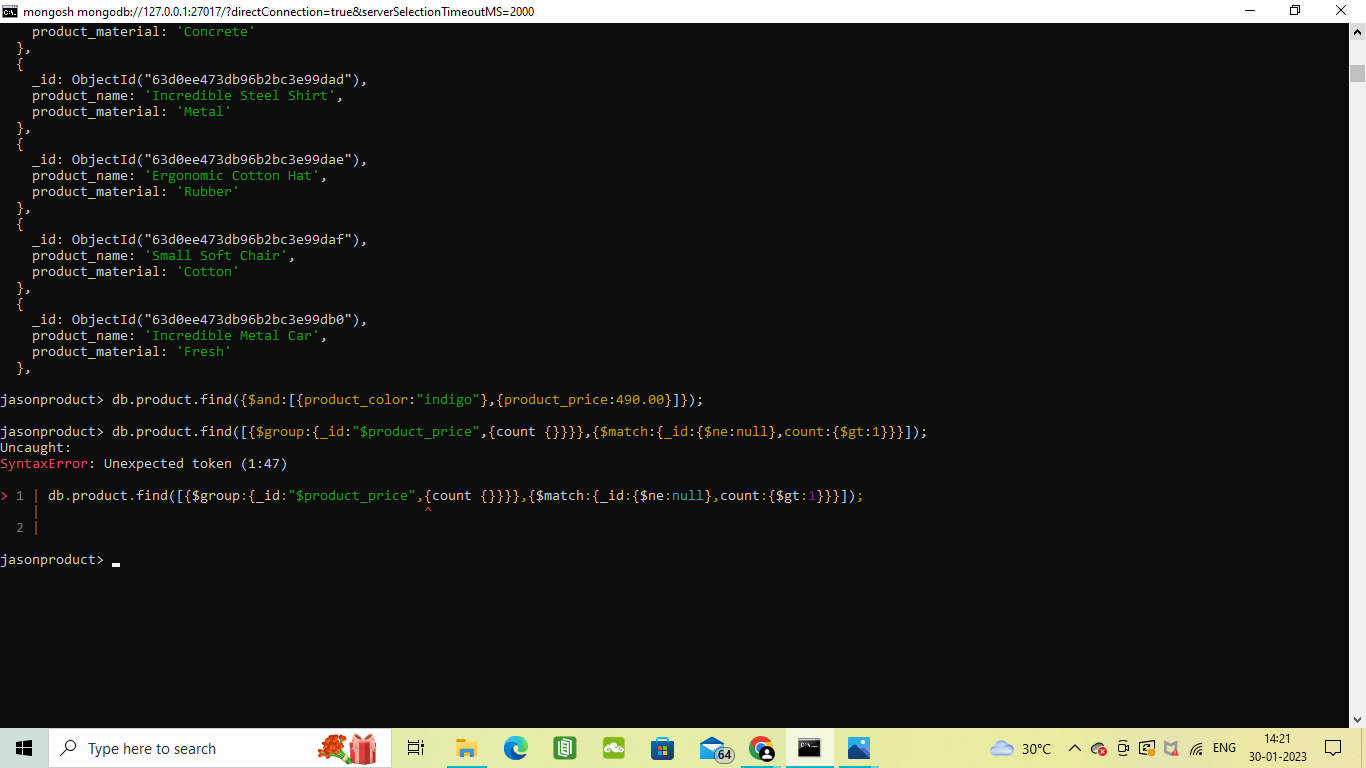 mongosh mongodb://127.0.0.1:27017/?directConnection=true&serverSelectionTimeoutMS=2000
product_material: 'Concrete'
},
{
_id: ObjectId("63d0ee473db96b2bc3e99dad"),
product_name: 'Incredible Steel Shirt',
product_material: 'Metal'
},
{
_id: ObjectId("63d0ee473db96b2bc3e99dae"),
product_name: 'Ergonomic Cotton Hat',
product_material: 'Rubber'
},
{
_id: ObjectId("63d0ee473db96b2bc3e99daf"),
product_name: 'Small Soft Chair',
product_material: 'Cotton'
},
{
_id: ObjectId("63d0ee473db96b2bc3e99db0"),
product_name: 'Incredible Metal Car',
product_material: 'Fresh'
},
jasonproduct> db.product.find({$and:[{product_color:"indigo"},{product_price:490.00}]});
jasonproduct> db.product.find([{$group:{_id:"$product_price",{count {}}}},{$match:{_id:{$ne:null},count:{$gt:1}}}]);
Uncaught:
SyntaxError: Unexpected token (1:47)
> 1 | db.product.find([{$group:{_id:"$product_price",{count {}}}},{$match:{_id:{$ne:null},count:{$gt:1}}}]);
| ^
2 |
jasonproduct>
Type here to search
64
30°C
ENG
14:21
30-01-2023